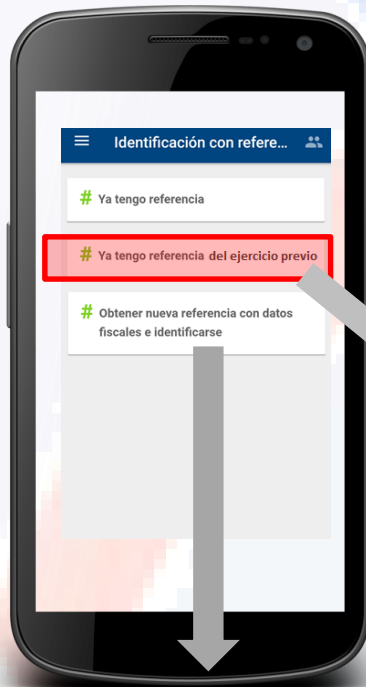 Identificación con refere...
# Ya tengo referencia
# Ya tengo referencia del ejercicio previo
# Obtener nueva referencia con datos
fiscales e identificarse